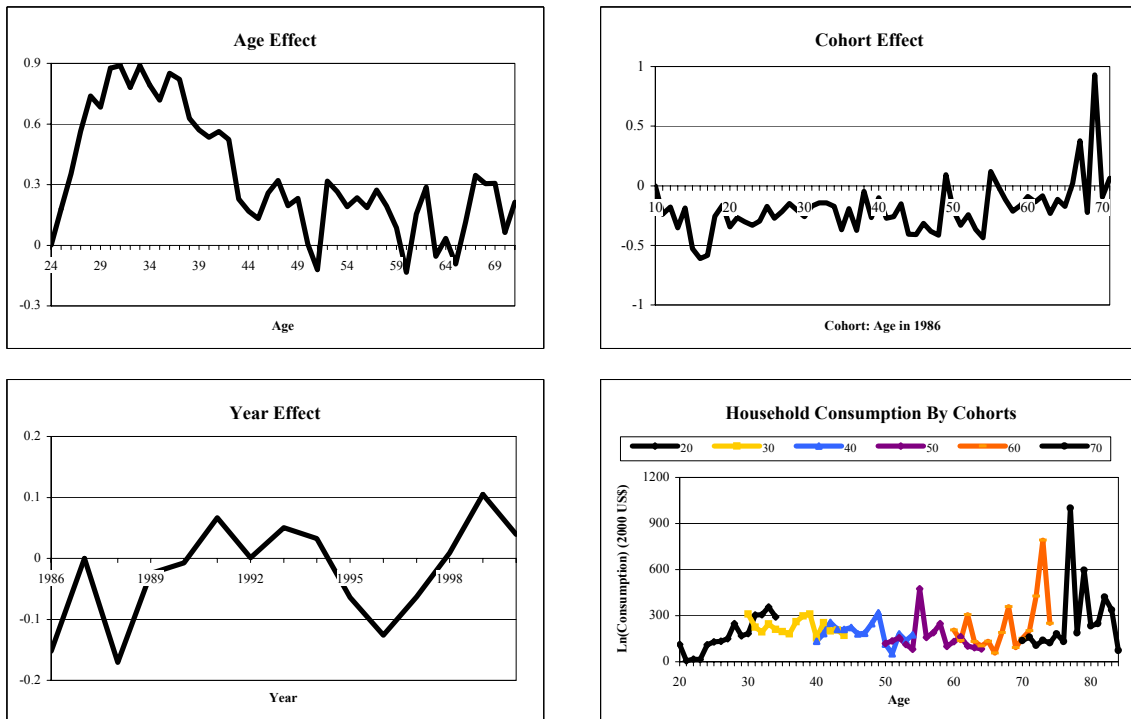 Age Effect
0.9
0.6
0.3
0
-0.3
24 29 34 39 44 49 54 59 64 69
Age
Cohort Effect
1
0.5
0
-0.5
-1
10 20 30 40 50 60 70
Cohort: Age in 1986
Year Effect
0.2
0.1
0
-0.1
-0.2
1986 1989 1992 1995 1998
Year
Household Consumption By Cohorts
20 30 40 50 60 70
Ln(Consumption) (2000 US$)
1200
900
600
300
0
20 30 40 50 60 70 80
Age